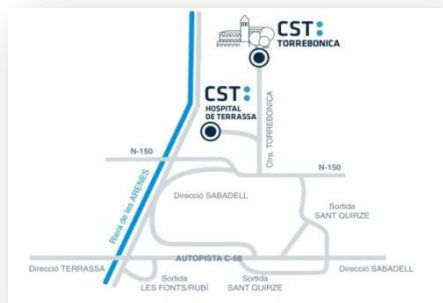 CST:
TORREBONICA
CST:
HOSPITAL
DE TERRASSA
Ctra. TORREBONICA
N-150
N-150
Riera de les ARENES
Direcció SABADELL
Sortida
SANT QUIRZE
AUTOPISTA C-58
Direcció TERRASSA
Sortida
LES FONTS/RUBÍ
Sortida
SANT QUIRZE
Direcció SABADELL